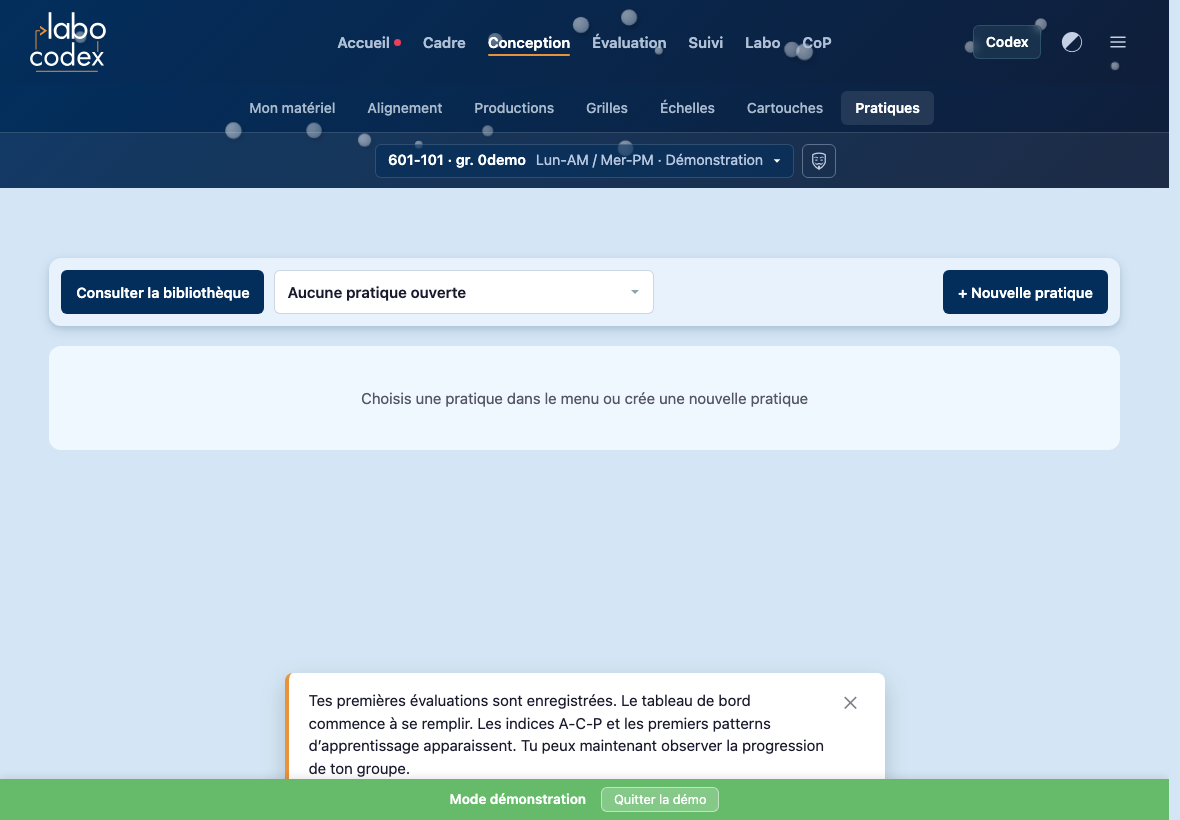 labo
codex
Accueil Cadre Conception Évaluation Suivi Labo CoP Codex
Mon matériel Alignement Productions Grilles Échelles Cartouches Pratiques
601-101 · gr. 0demo Lun-AM / Mer-PM · Démonstration
Consulter la bibliothèque Aucune pratique ouverte + Nouvelle pratique
Choisis une pratique dans le menu ou crée une nouvelle pratique
Tes premières évaluations sont enregistrées. Le tableau de bord
commence à se remplir. Les indices A-C-P et les premiers patterns
d’apprentissage apparaissent. Tu peux maintenant observer la progression
de ton groupe.
Mode démonstration Quitter la démo